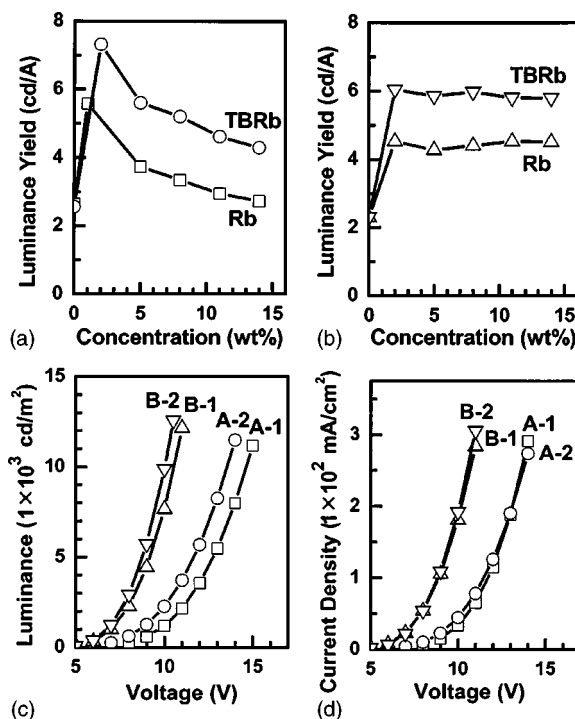 8
6
4
2
0
Luminance Yield (cd/A)
TBRb
Rb
0 5 10 15
Concentration (wt%)
(a)
8
6
4
2
0
Luminance Yield (cd/A)
TBRb
Rb
0 5 10 15
Concentration (wt%)
(b)
15
10
5
0
Luminance (1×10³ cd/m²)
B-2 B-1
A-2 A-1
5 10 15
Voltage (V)
(c)
4
3
2
1
0
Current Density (1×10² mA/cm²)
B-2
B-1
A-1
A-2
5 10 15
Voltage (V)
(d)